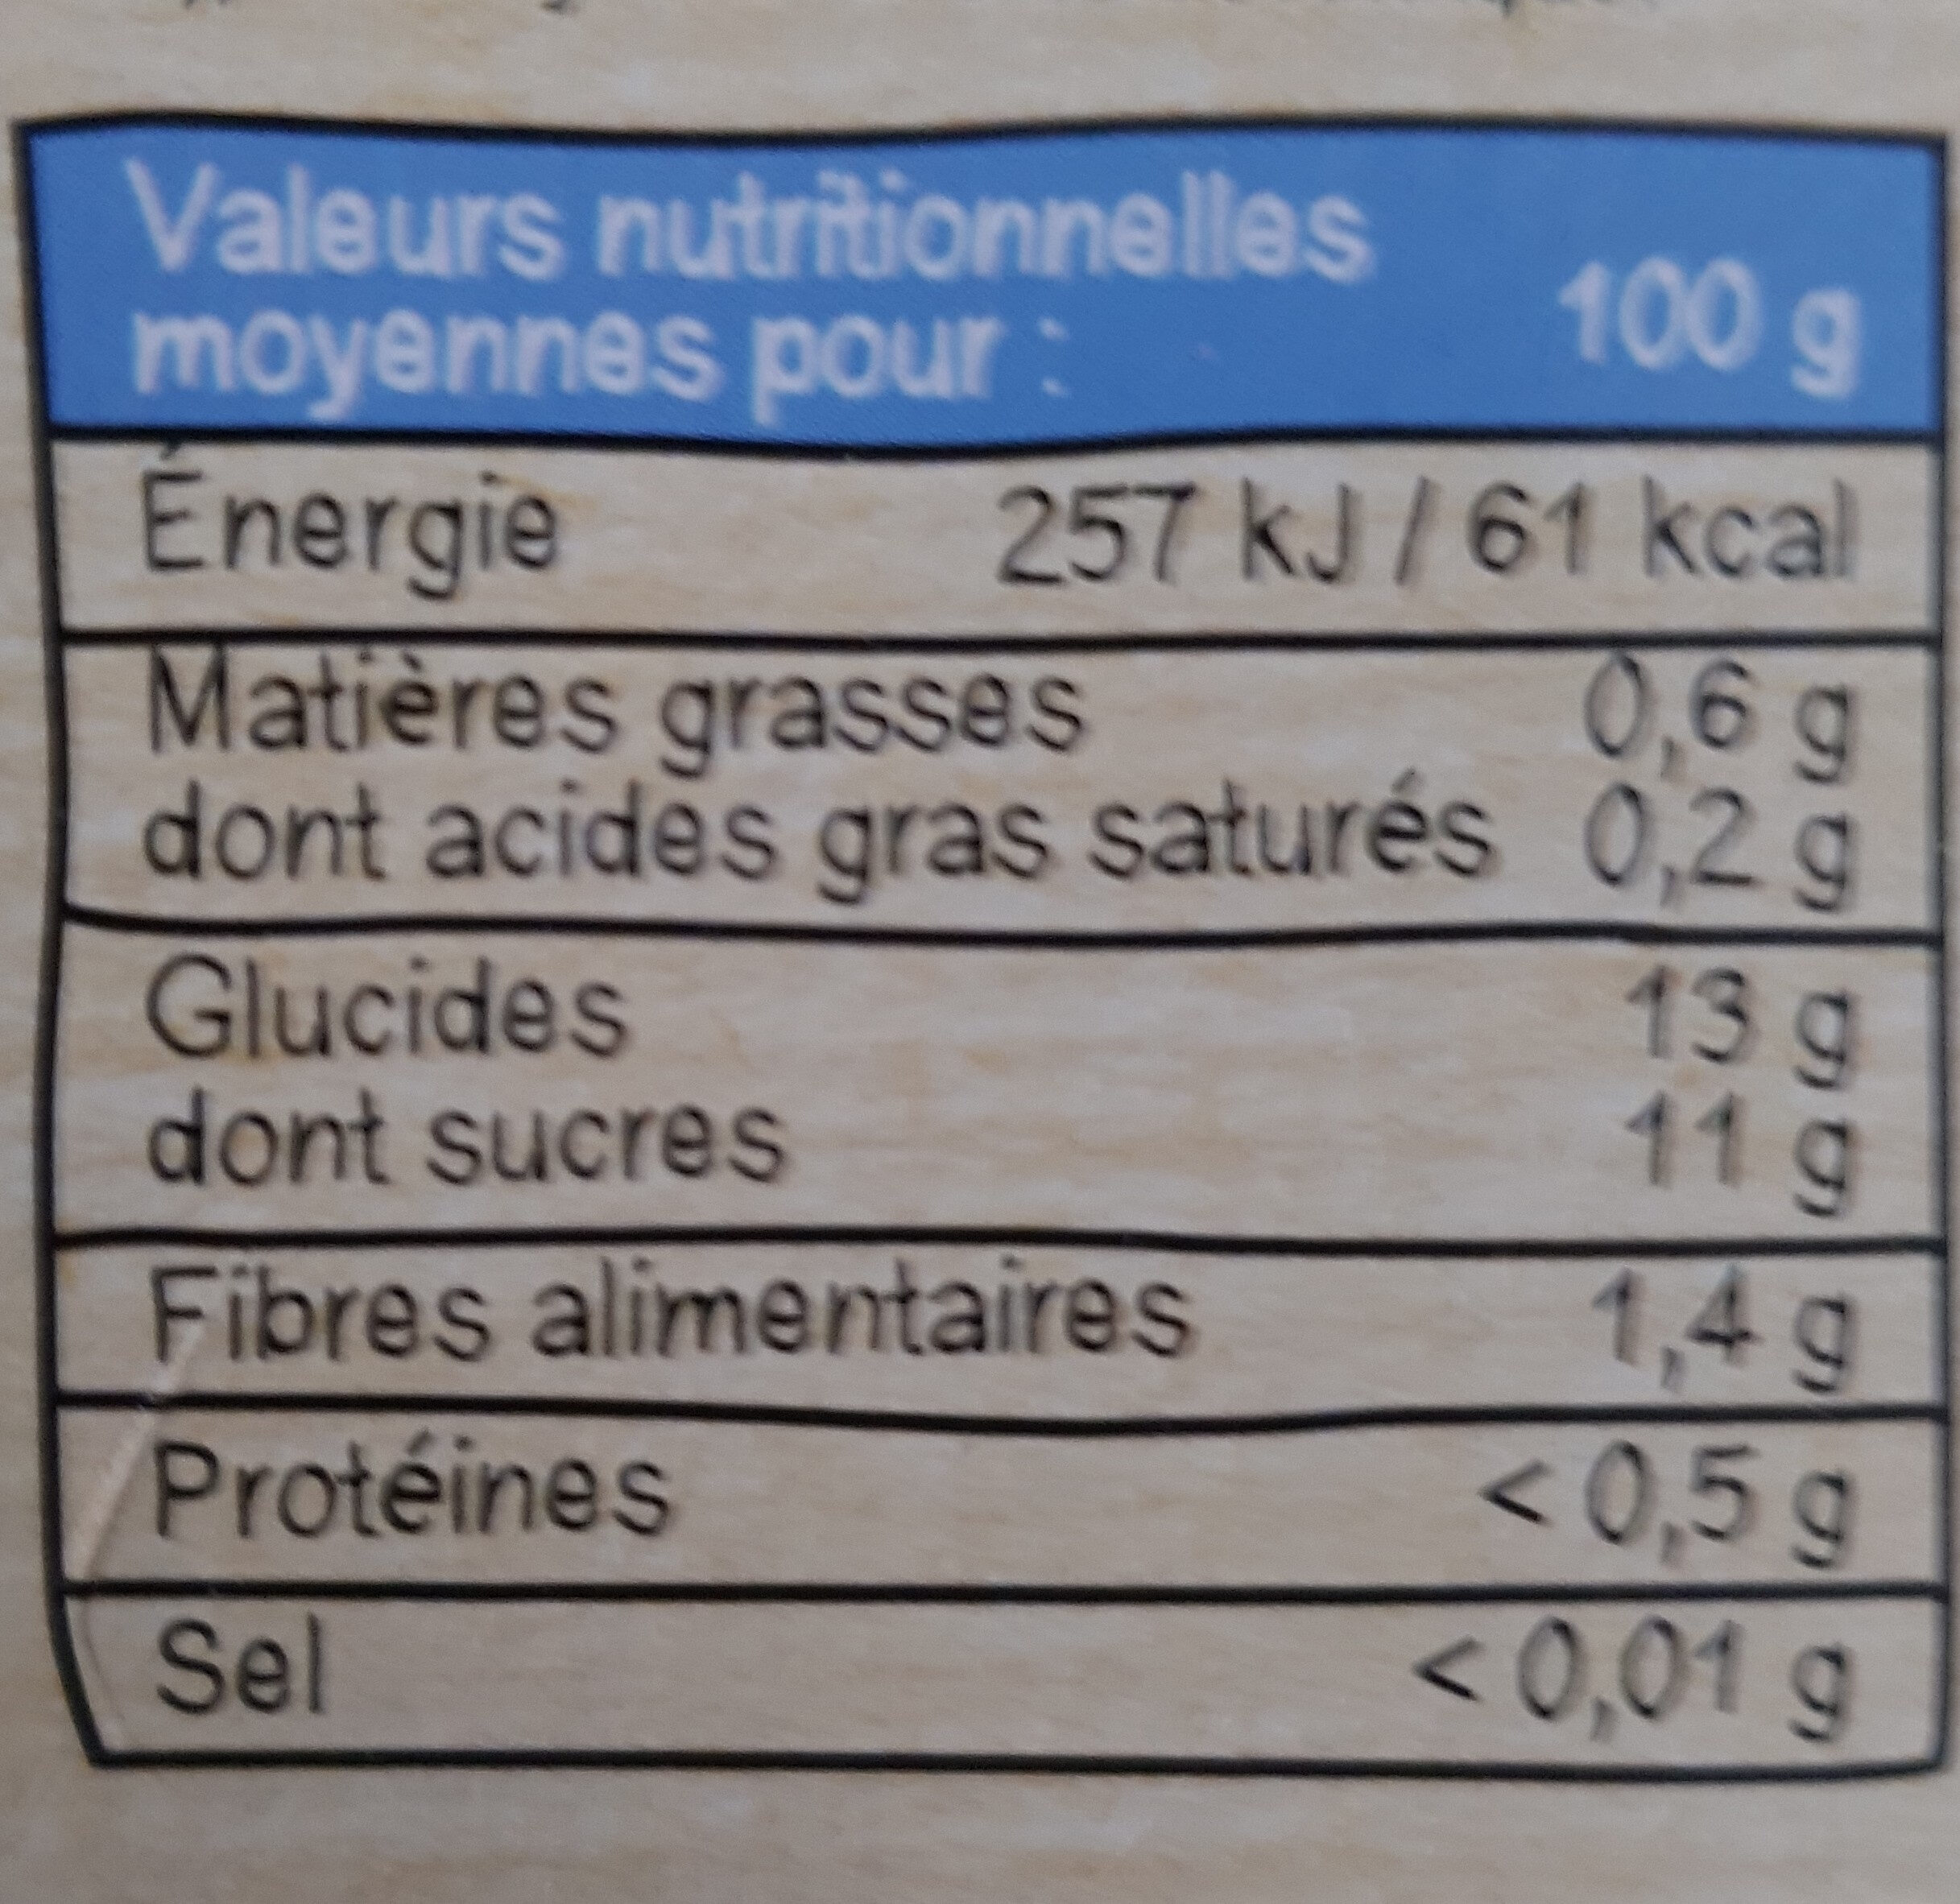 Valeurs nutritionnelles
moyennes pour : 100 g
Énergie 257 kJ / 61 kcal
Matières grasses 0,6 g
dont acides gras saturés 0,2 g
Glucides 13 g
dont sucres 11 g
Fibres alimentaires 1,4 g
Protéines < 0,5 g
Sel < 0,01 g